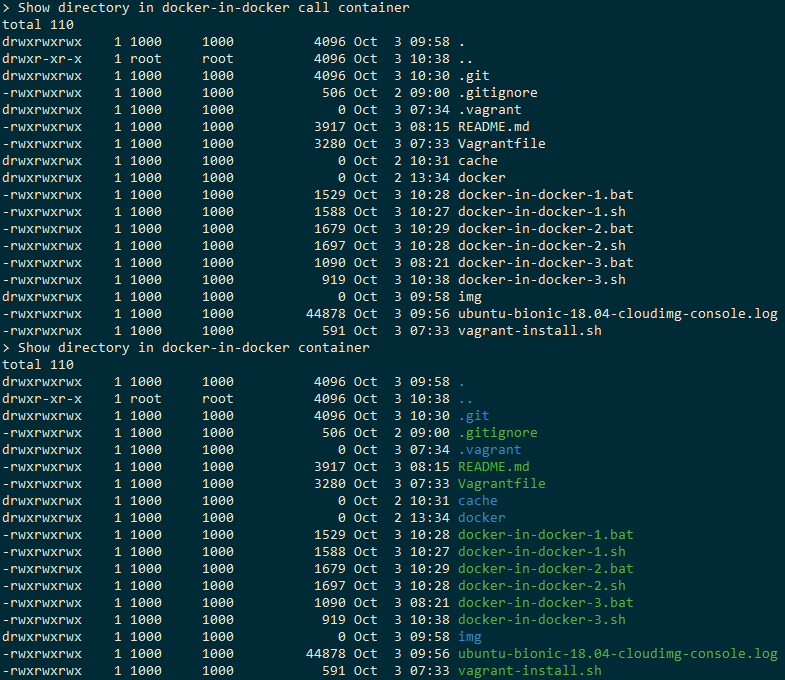 > Show directory in docker-in-docker call container
total 110
drwxrwxrwx    1 1000     1000          4096 Oct  3 09:58 .
drwxr-xr-x    1 root     root          4096 Oct  3 10:38 ..
drwxrwxrwx    1 1000     1000          4096 Oct  3 10:30 .git
-rwxrwxrwx    1 1000     1000           506 Oct  2 09:00 .gitignore
drwxrwxrwx    1 1000     1000             0 Oct  3 07:34 .vagrant
-rwxrwxrwx    1 1000     1000          3917 Oct  3 08:15 README.md
-rwxrwxrwx    1 1000     1000          3280 Oct  3 07:33 Vagrantfile
drwxrwxrwx    1 1000     1000             0 Oct  2 10:31 cache
drwxrwxrwx    1 1000     1000             0 Oct  2 13:34 docker
-rwxrwxrwx    1 1000     1000          1529 Oct  3 10:28 docker-in-docker-1.bat
-rwxrwxrwx    1 1000     1000          1588 Oct  3 10:27 docker-in-docker-1.sh
-rwxrwxrwx    1 1000     1000          1679 Oct  3 10:29 docker-in-docker-2.bat
-rwxrwxrwx    1 1000     1000          1697 Oct  3 10:28 docker-in-docker-2.sh
-rwxrwxrwx    1 1000     1000          1090 Oct  3 08:21 docker-in-docker-3.bat
-rwxrwxrwx    1 1000     1000           919 Oct  3 10:38 docker-in-docker-3.sh
drwxrwxrwx    1 1000     1000             0 Oct  3 09:58 img
-rwxrwxrwx    1 1000     1000         44878 Oct  3 09:56 ubuntu-bionic-18.04-cloudimg-console.log
-rwxrwxrwx    1 1000     1000           591 Oct  3 07:33 vagrant-install.sh
> Show directory in docker-in-docker container
total 110
drwxrwxrwx    1 1000     1000          4096 Oct  3 09:58 .
drwxr-xr-x    1 root     root          4096 Oct  3 10:38 ..
drwxrwxrwx    1 1000     1000          4096 Oct  3 10:30 .git
-rwxrwxrwx    1 1000     1000           506 Oct  2 09:00 .gitignore
drwxrwxrwx    1 1000     1000             0 Oct  3 07:34 .vagrant
-rwxrwxrwx    1 1000     1000          3917 Oct  3 08:15 README.md
-rwxrwxrwx    1 1000     1000          3280 Oct  3 07:33 Vagrantfile
drwxrwxrwx    1 1000     1000             0 Oct  2 10:31 cache
drwxrwxrwx    1 1000     1000             0 Oct  2 13:34 docker
-rwxrwxrwx    1 1000     1000          1529 Oct  3 10:28 docker-in-docker-1.bat
-rwxrwxrwx    1 1000     1000          1588 Oct  3 10:27 docker-in-docker-1.sh
-rwxrwxrwx    1 1000     1000          1679 Oct  3 10:29 docker-in-docker-2.bat
-rwxrwxrwx    1 1000     1000          1697 Oct  3 10:28 docker-in-docker-2.sh
-rwxrwxrwx    1 1000     1000          1090 Oct  3 08:21 docker-in-docker-3.bat
-rwxrwxrwx    1 1000     1000           919 Oct  3 10:38 docker-in-docker-3.sh
drwxrwxrwx    1 1000     1000             0 Oct  3 09:58 img
-rwxrwxrwx    1 1000     1000         44878 Oct  3 09:56 ubuntu-bionic-18.04-cloudimg-console.log
-rwxrwxrwx    1 1000     1000           591 Oct  3 07:33 vagrant-install.sh